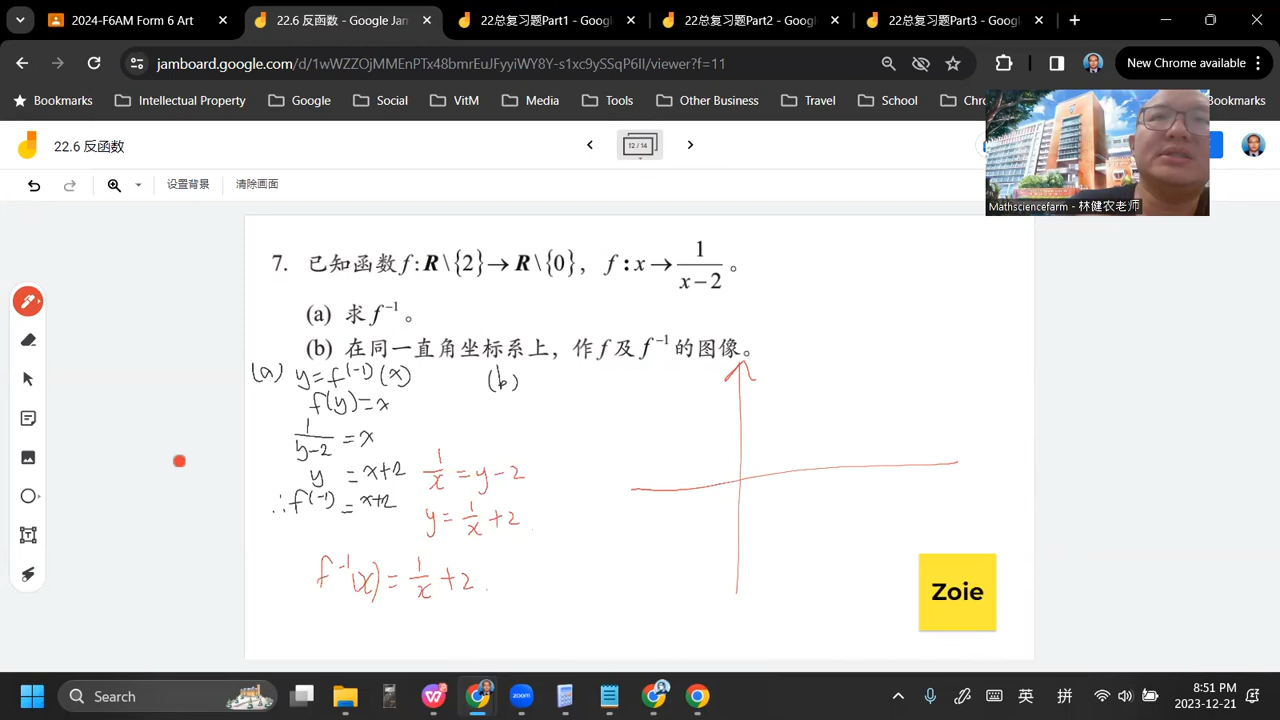 2024-F6AM Form 6 Art
22.6 反函数 - Google Jan
22总复习题Part1 - Goog
22总复习题Part2 - Googl
22总复习题Part3 - Googl
jamboard.google.com/d/1wWZZOjMMEnPTx48bmrEuJFyyiWY8Y-s1xc9ySSqP6lI/viewer?f=11
New Chrome available
Bookmarks Intellectual Property Google Social VitM Media Tools Other Business Travel School Chr Bookmarks
22.6 反函数
12 / 14
设置背景 清除画面
Mathsciencefarm - 林健农老师
7. 已知函数 f : R \ {2} → R \ {0}, f : x → 1/(x − 2) 。
(a) 求 f⁻¹ 。
(b) 在同一直角坐标系上，作 f 及 f⁻¹ 的图像。
(a) y = f^(-1) (x)
f(y) = x
1/(y-2) = x
y = x+2
∴ f^(-1) = x+2
1/x = y - 2
y = 1/x + 2
f⁻¹(x) = 1/x + 2
(b)
Zoie
Search
英 拼
8:51 PM
2023-12-21